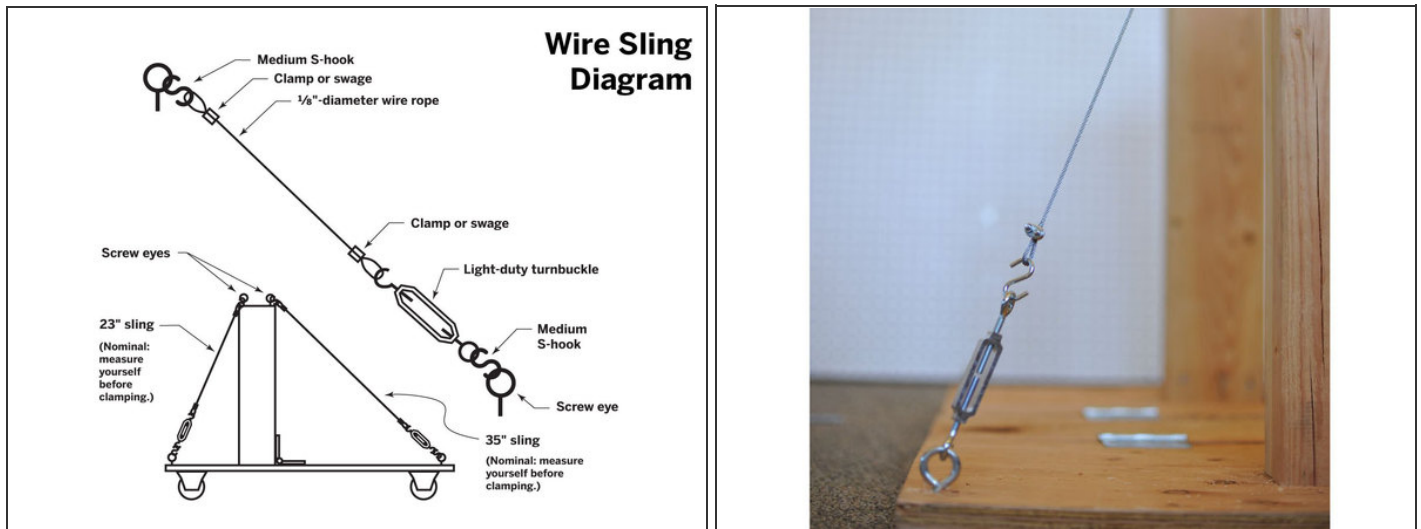 Wire Sling
Diagram
Medium S-hook
Clamp or swage
⅛"-diameter wire rope
Clamp or swage
Screw eyes
Light-duty turnbuckle
23" sling
(Nominal:
measure
yourself
before
clamping.)
Medium
S-hook
Screw eye
35" sling
(Nominal: measure
yourself before
clamping.)